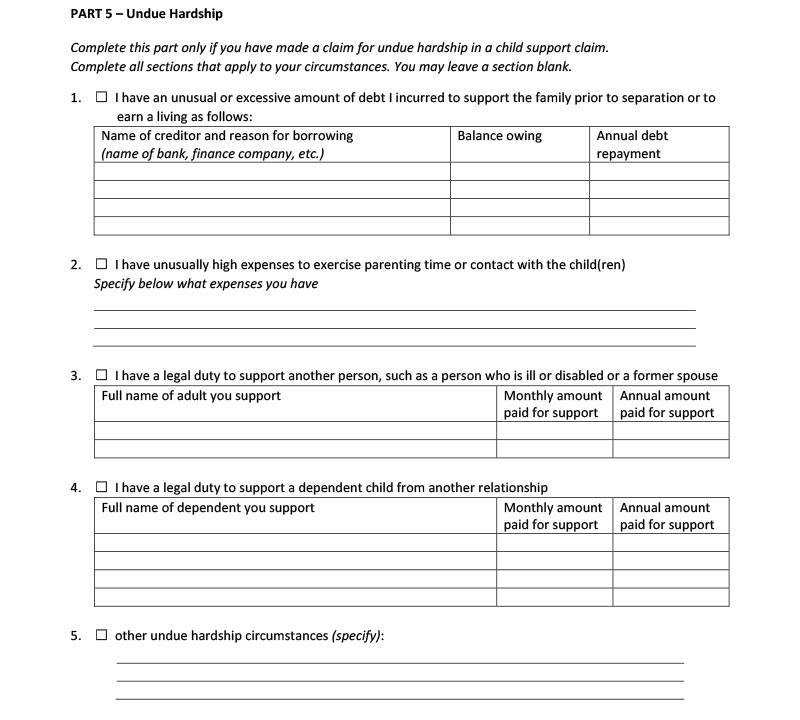 PART 5 – Undue Hardship
Complete this part only if you have made a claim for undue hardship in a child support claim.
Complete all sections that apply to your circumstances. You may leave a section blank.
1. ☐ I have an unusual or excessive amount of debt I incurred to support the family prior to separation or to
earn a living as follows:
Name of creditor and reason for borrowing
(name of bank, finance company, etc.)
Balance owing
Annual debt
repayment
2. ☐ I have unusually high expenses to exercise parenting time or contact with the child(ren)
Specify below what expenses you have
3. ☐ I have a legal duty to support another person, such as a person who is ill or disabled or a former spouse
Full name of adult you support
Monthly amount
paid for support
Annual amount
paid for support
4. ☐ I have a legal duty to support a dependent child from another relationship
Full name of dependent you support
Monthly amount
paid for support
Annual amount
paid for support
5. ☐ other undue hardship circumstances (specify):